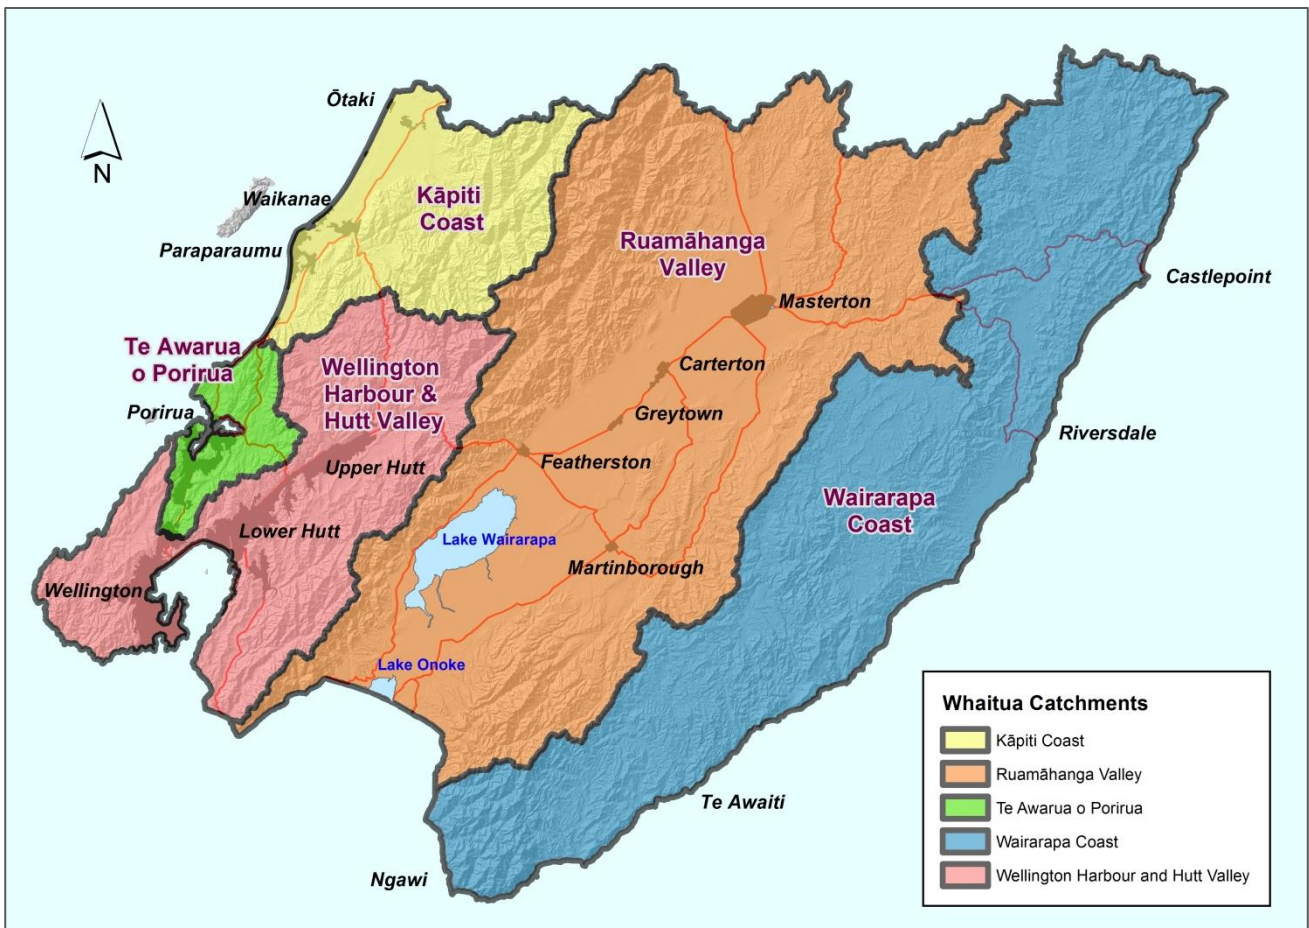 Ōtaki
N
Waikanae
Kāpiti
Coast
Paraparaumu
Ruamāhanga
Valley
Castlepoint
Masterton
Te Awarua
o Porirua
Wellington
Harbour &
Hutt Valley
Carterton
Porirua
Greytown
Riversdale
Upper Hutt
Featherston
Wairarapa
Coast
Lower Hutt
Lake Wairarapa
Martinborough
Wellington
Lake Onoke
Te Awaiti
Ngawi
Whaitua Catchments
Kāpiti Coast
Ruamāhanga Valley
Te Awarua o Porirua
Wairarapa Coast
Wellington Harbour and Hutt Valley